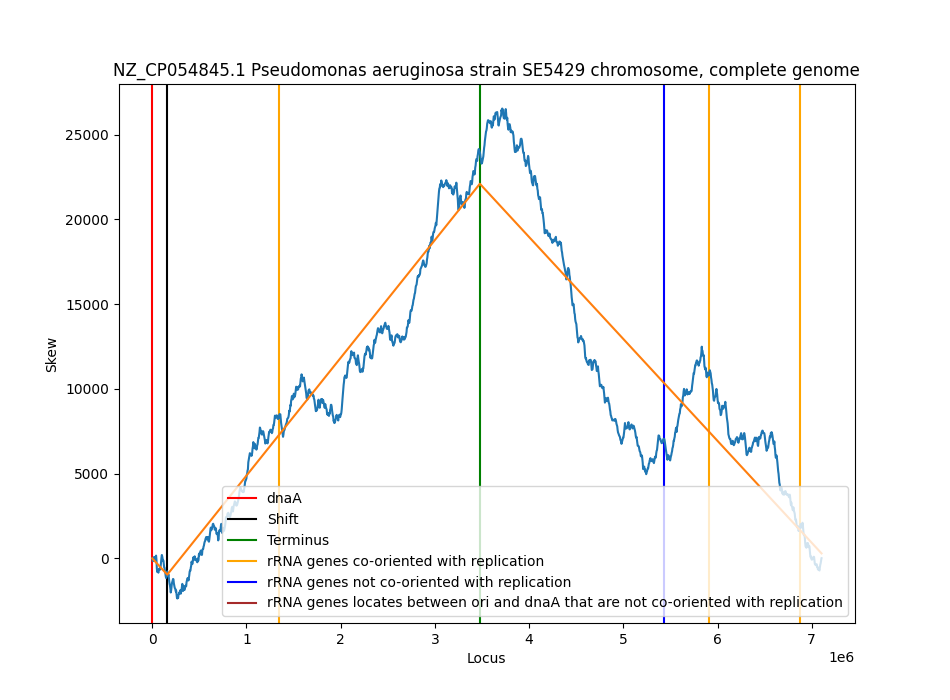 NZ_CP054845.1 Pseudomonas aeruginosa strain SE5429 chromosome, complete genome
25000
20000
15000
10000
5000
0
Skew
dnaA
Shift
Terminus
rRNA genes co-oriented with replication
rRNA genes not co-oriented with replication
rRNA genes locates between ori and dnaA that are not co-oriented with replication
0 1 2 3 4 5 6 7
1e6
Locus